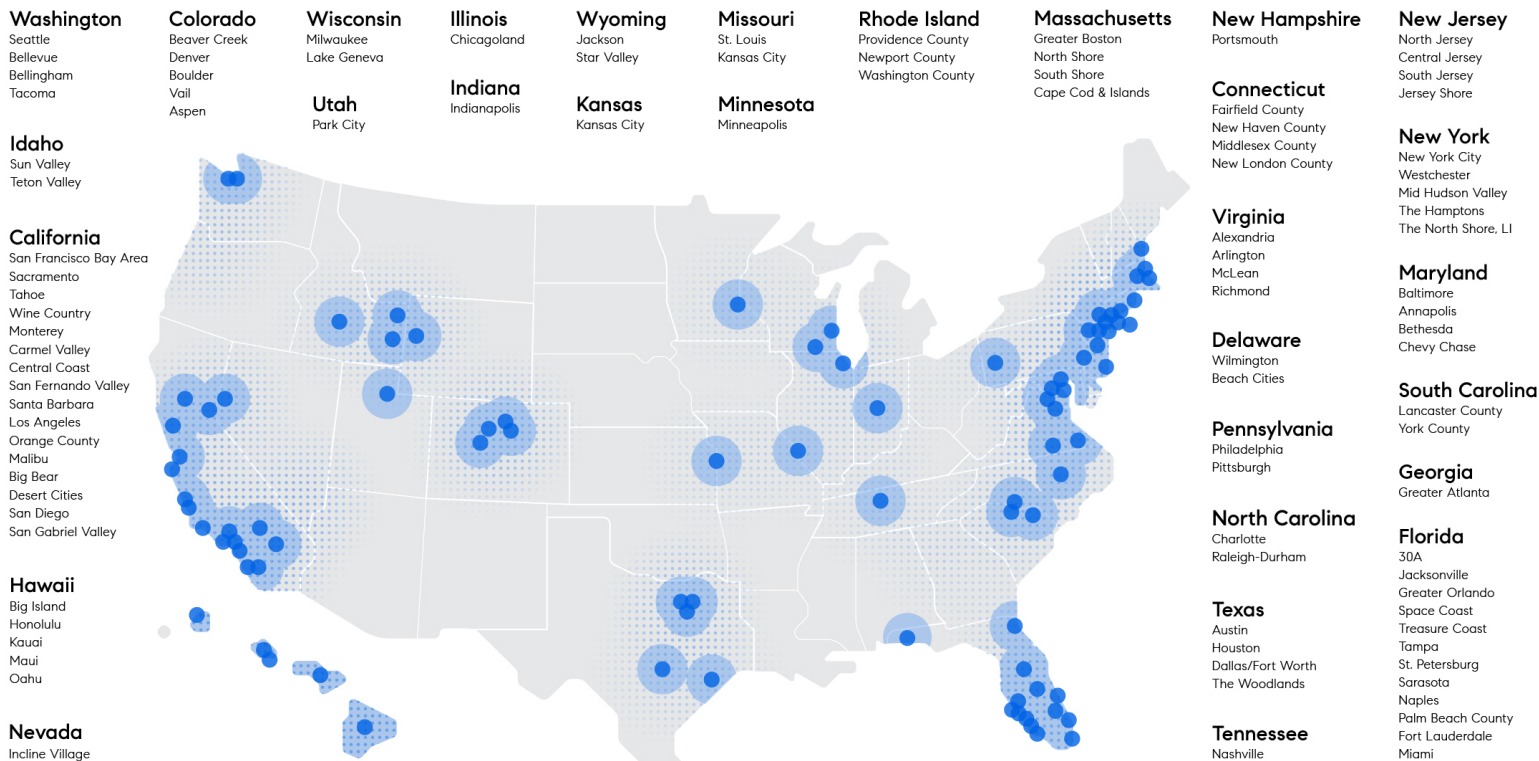 Washington
Seattle
Bellevue
Bellingham
Tacoma
Idaho
Sun Valley
Teton Valley
California
San Francisco Bay Area
Sacramento
Tahoe
Wine Country
Monterey
Carmel Valley
Central Coast
San Fernando Valley
Santa Barbara
Los Angeles
Orange County
Malibu
Big Bear
Desert Cities
San Diego
San Gabriel Valley
Hawaii
Big Island
Honolulu
Kauai
Maui
Oahu
Nevada
Incline Village
Colorado
Beaver Creek
Denver
Boulder
Vail
Aspen
Wisconsin
Milwaukee
Lake Geneva
Utah
Park City
Illinois
Chicagoland
Indiana
Indianapolis
Wyoming
Jackson
Star Valley
Kansas
Kansas City
Missouri
St. Louis
Kansas City
Minnesota
Minneapolis
Rhode Island
Providence County
Newport County
Washington County
Massachusetts
Greater Boston
North Shore
South Shore
Cape Cod & Islands
New Hampshire
Portsmouth
Connecticut
Fairfield County
New Haven County
Middlesex County
New London County
Virginia
Alexandria
Arlington
McLean
Richmond
Delaware
Wilmington
Beach Cities
Pennsylvania
Philadelphia
Pittsburgh
North Carolina
Charlotte
Raleigh-Durham
Texas
Austin
Houston
Dallas/Fort Worth
The Woodlands
Tennessee
Nashville
New Jersey
North Jersey
Central Jersey
South Jersey
Jersey Shore
New York
New York City
Westchester
Mid Hudson Valley
The Hamptons
The North Shore, LI
Maryland
Baltimore
Annapolis
Bethesda
Chevy Chase
South Carolina
Lancaster County
York County
Georgia
Greater Atlanta
Florida
30A
Jacksonville
Greater Orlando
Space Coast
Treasure Coast
Tampa
St. Petersburg
Sarasota
Naples
Palm Beach County
Fort Lauderdale
Miami